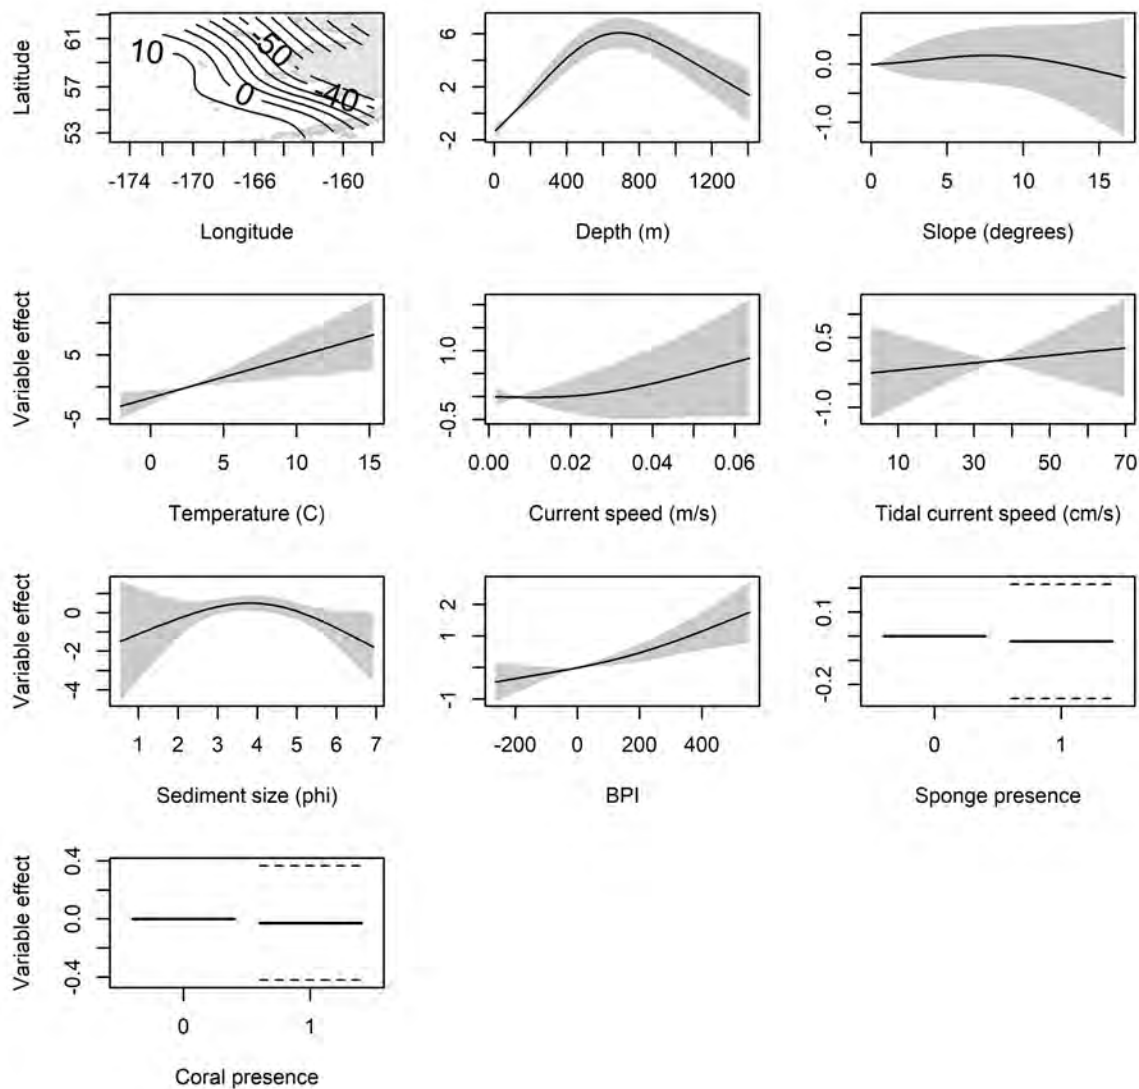 Latitude
61
57
53
10
-50
0
-40
-174 -170 -166 -160
Longitude
6
2
-2
0 400 800 1200
Depth (m)
0.0
-1.0
0 5 10 15
Slope (degrees)
Variable effect
5
-5
0 5 10 15
Temperature (C)
1.0
-0.5
0.00 0.02 0.04 0.06
Current speed (m/s)
0.5
-1.0
10 30 50 70
Tidal current speed (cm/s)
Variable effect
0
-2
-4
1 2 3 4 5 6 7
Sediment size (phi)
2
1
-1
-200 0 200 400
BPI
0.1
-0.2
0 1
Sponge presence
Variable effect
0.4
0.0
-0.4
0 1
Coral presence